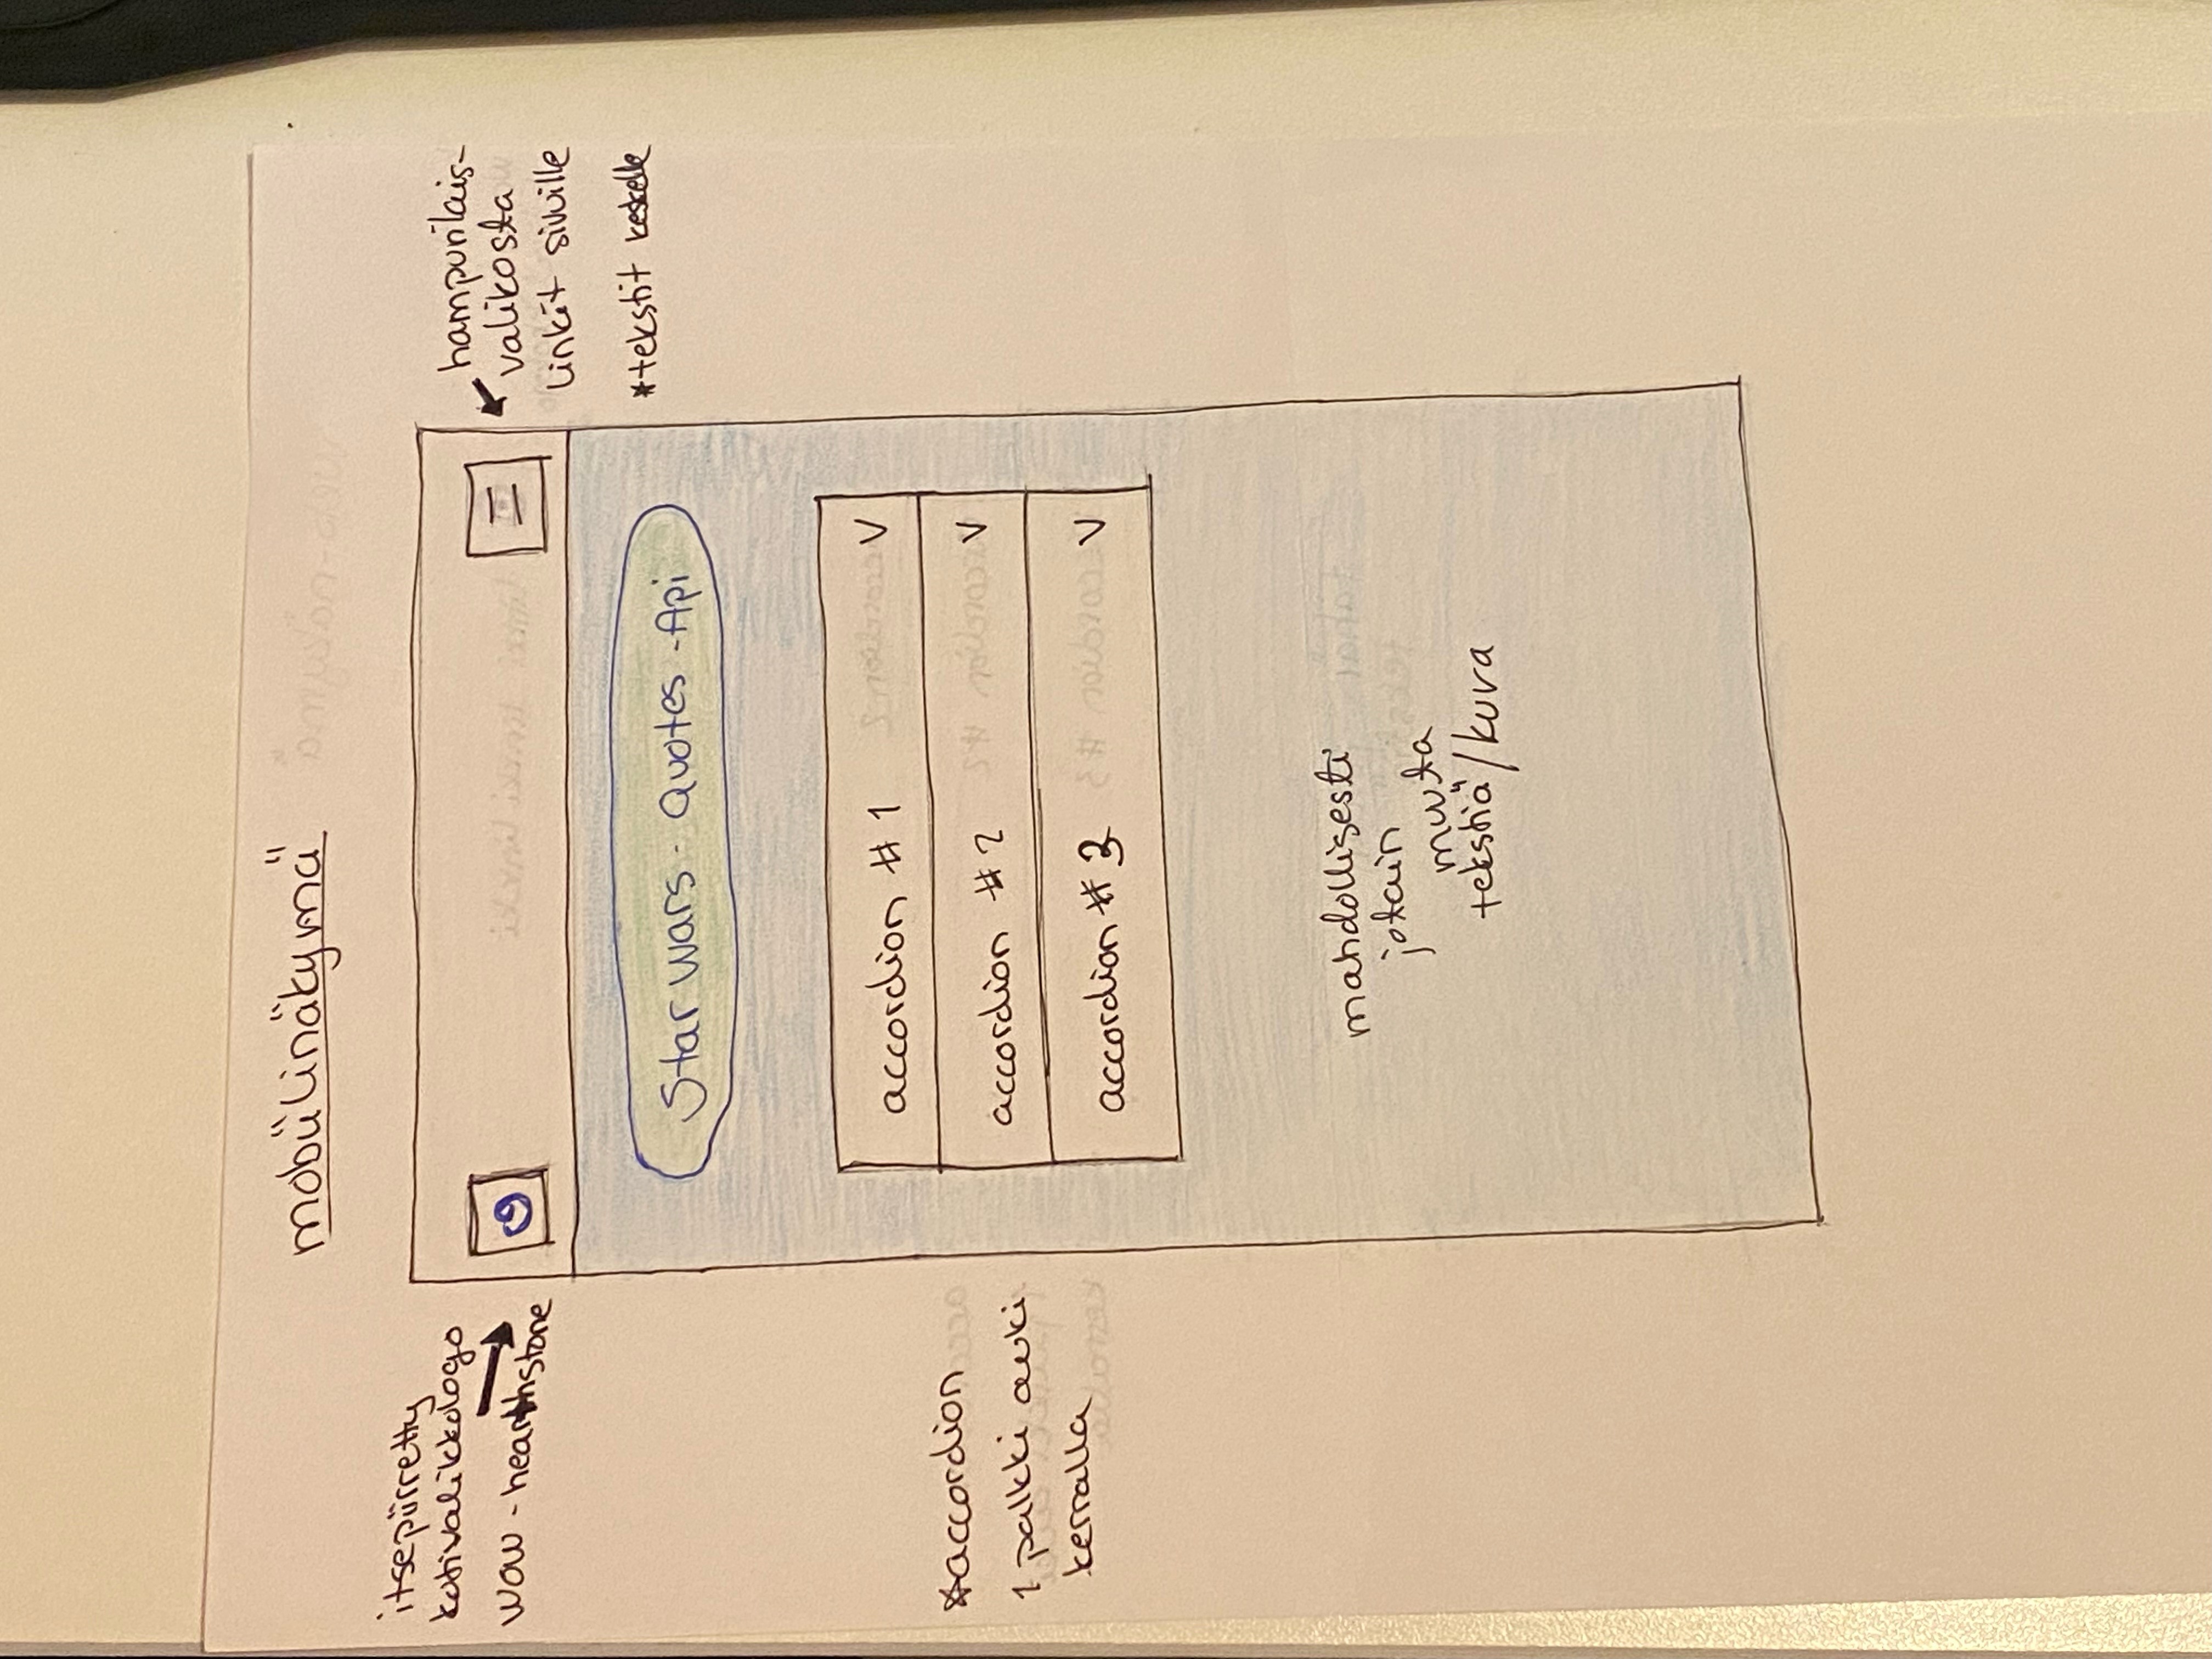 mobiilinäkymä
itsepiirretty
kotivalikkologo
wow-hearthstone
hampurilais-
valikosta
linkit sivuille
*tekstit keskelle
Star wars - Quotes - Api
accordion #1 V
accordion #2 V
accordion #3 V
*accordion
1 palkki auki
kerralla
mahdollisesti
jotain
muuta
tekstiä/kuva